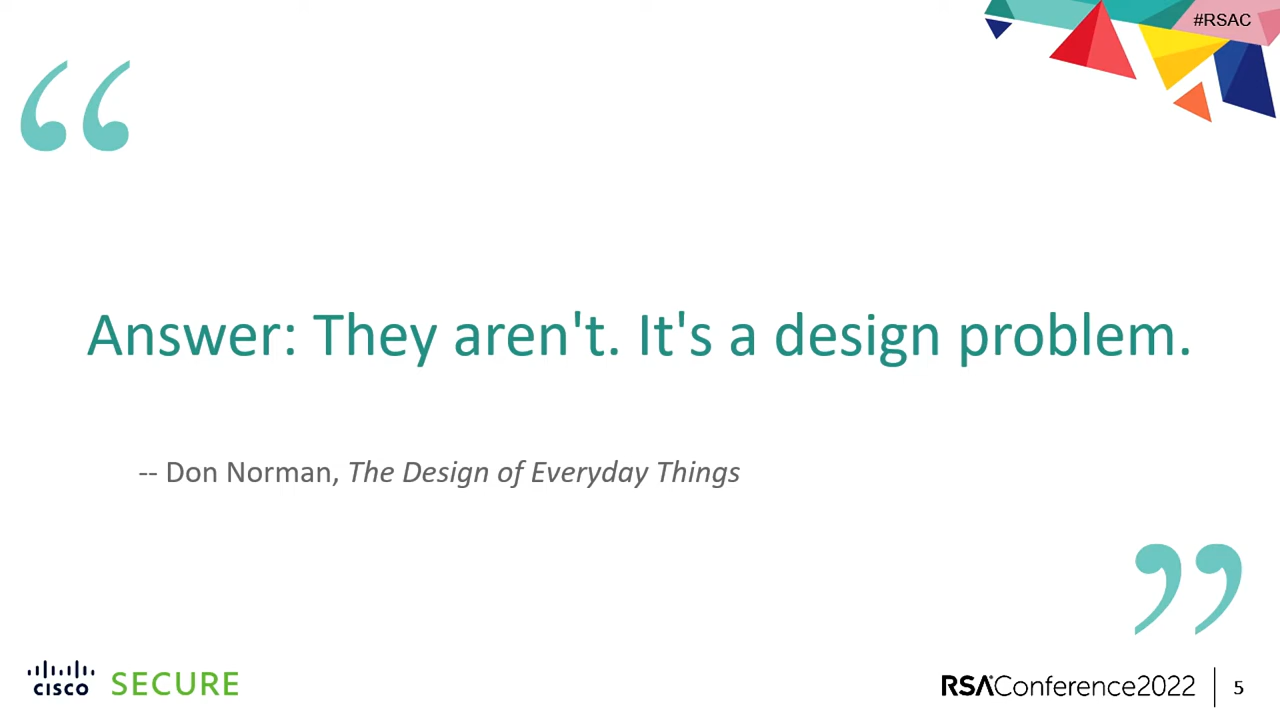 #RSAC
“
Answer: They aren't. It's a design problem.
-- Don Norman, The Design of Everyday Things
”
CISCO SECURE
RSAConference2022 5